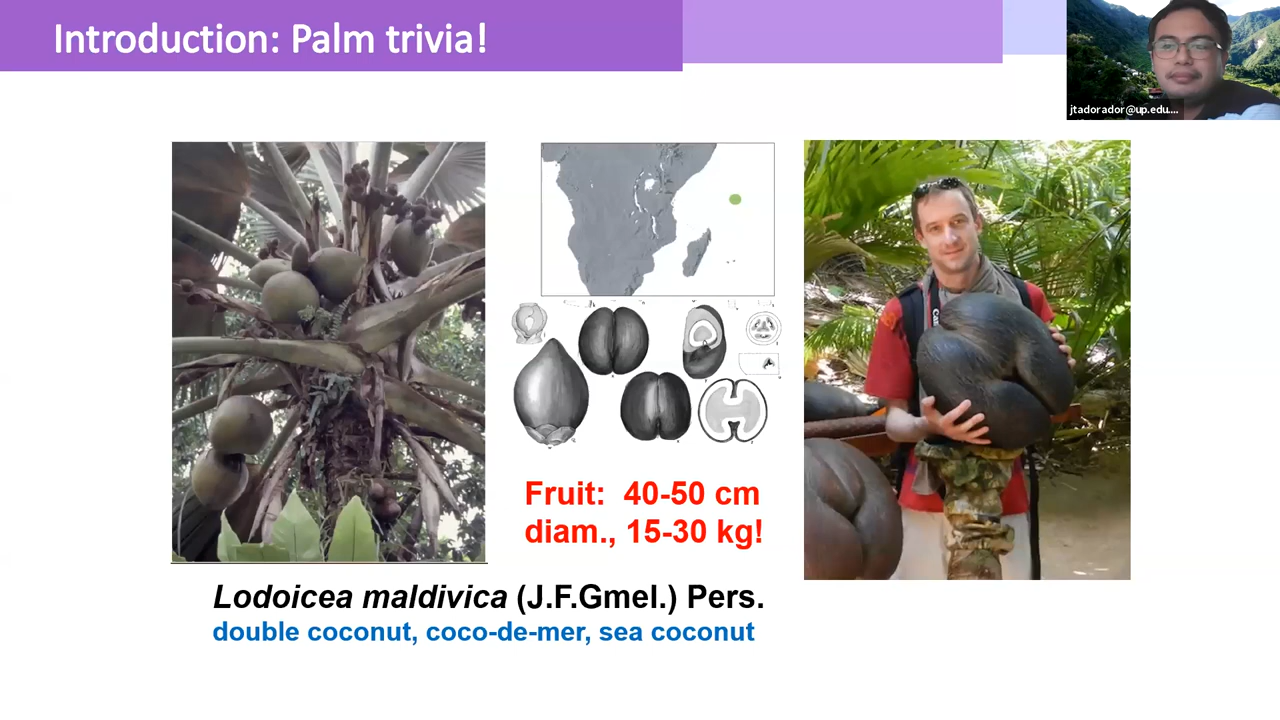 Introduction: Palm trivia!
jtadorador@up.edu....
Canon
Fruit: 40-50 cm
diam., 15-30 kg!
Lodoicea maldivica (J.F.Gmel.) Pers.
double coconut, coco-de-mer, sea coconut